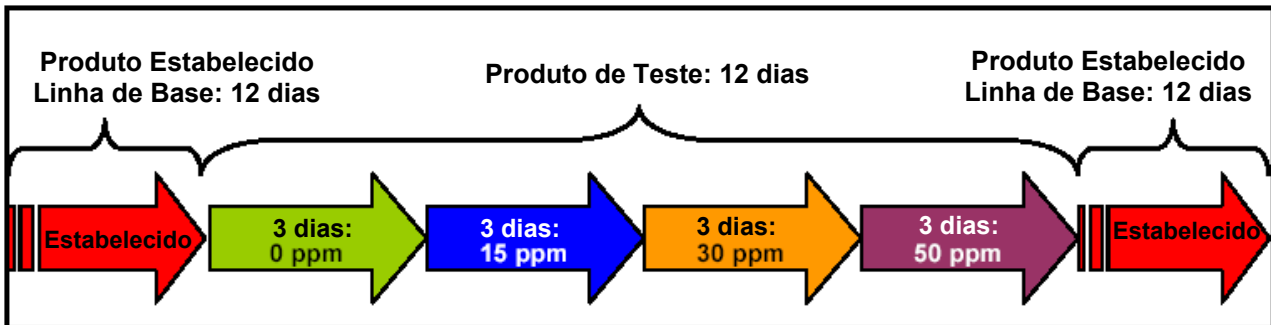 Produto Estabelecido
Linha de Base: 12 dias
Produto de Teste: 12 dias
Produto Estabelecido
Linha de Base: 12 dias
Estabelecido
3 dias:
0 ppm
3 dias:
15 ppm
3 dias:
30 ppm
3 dias:
50 ppm
Estabelecido